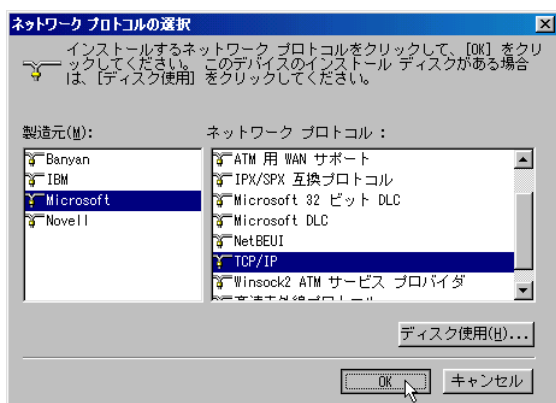 ネットワーク プロトコルの選択
インストールするネットワーク プロトコルをクリックして、[OK] をクリ
ックしてください。 このデバイスのインストール ディスクがある場合
は、[ディスク使用] をクリックしてください。
製造元(M):
Banyan
IBM
Microsoft
Novell
ネットワーク プロトコル :
ATM 用 WAN サポート
IPX/SPX 互換プロトコル
Microsoft 32 ビット DLC
Microsoft DLC
NetBEUI
TCP/IP
Winsock2 ATM サービス プロバイダ
ディスク使用(H)...
OK
キャンセル